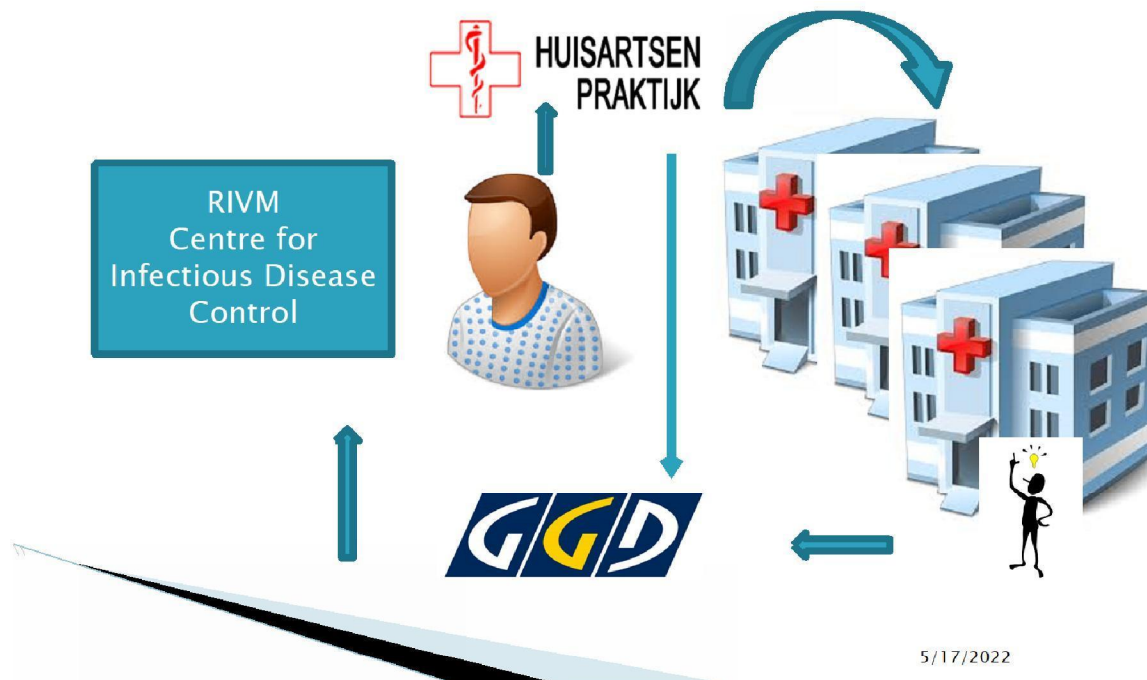 HUISARTSEN
PRAKTIJK
RIVM
Centre for
Infectious Disease
Control
GGD
5/17/2022